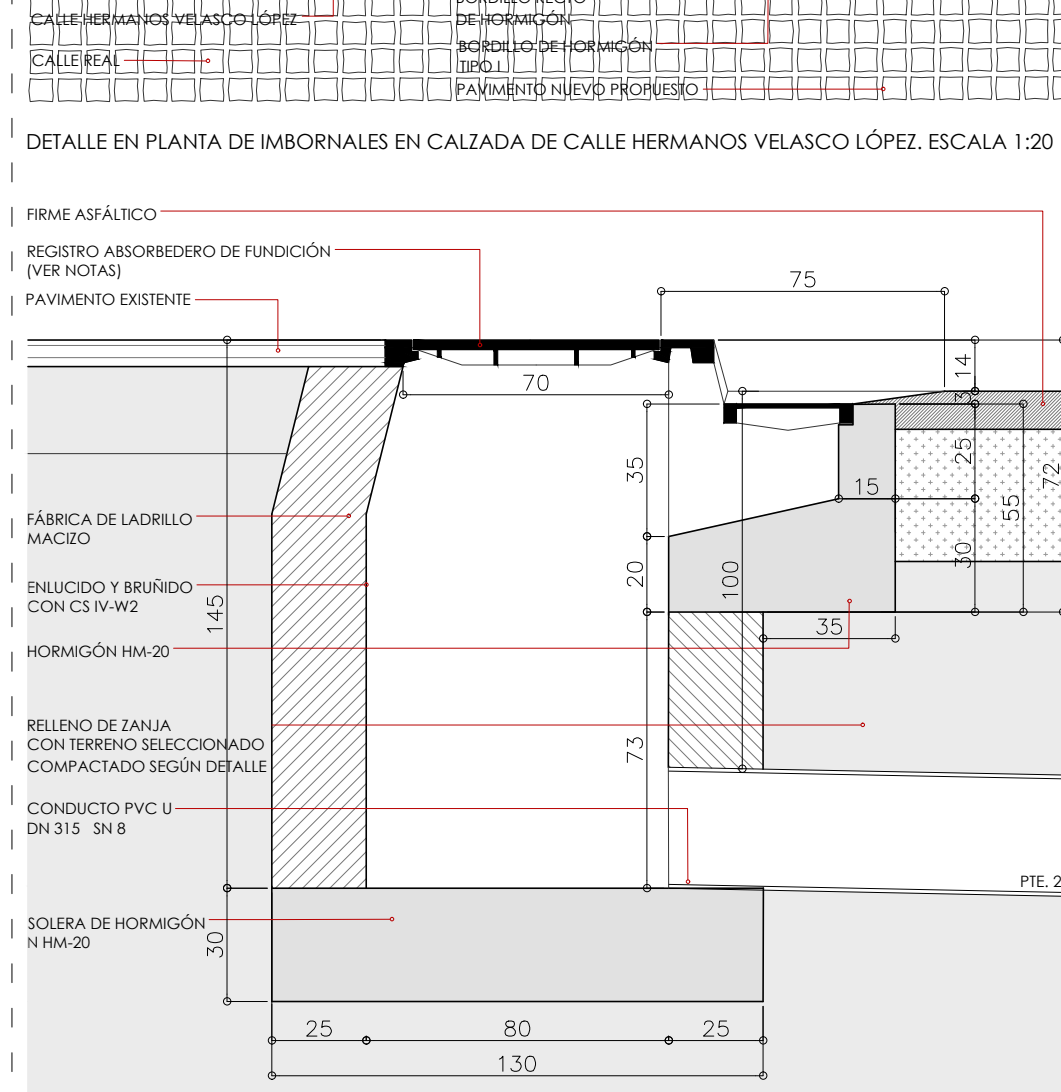 CALLE HERMANOS VELASCO LÓPEZ
CALLE REAL
BORDILLO RECTO
DE HORMIGÓN
BORDILLO DE HORMIGÓN
TIPO I
PAVIMENTO NUEVO PROPUESTO
DETALLE EN PLANTA DE IMBORNALES EN CALZADA DE CALLE HERMANOS VELASCO LÓPEZ. ESCALA 1:20
FIRME ASFÁLTICO
REGISTRO ABSORBEDERO DE FUNDICIÓN
(VER NOTAS)
PAVIMENTO EXISTENTE
75
14
70
3
35
25
72
15
55
FÁBRICA DE LADRILLO
MACIZO
20
100
30
ENLUCIDO Y BRUÑIDO
CON CS IV-W2
145
35
HORMIGÓN HM-20
RELLENO DE ZANJA
CON TERRENO SELECCIONADO
COMPACTADO SEGÚN DETALLE
73
CONDUCTO PVC U
DN 315 SN 8
PTE. 2
SOLERA DE HORMIGÓN
N HM-20
30
25
80
25
130